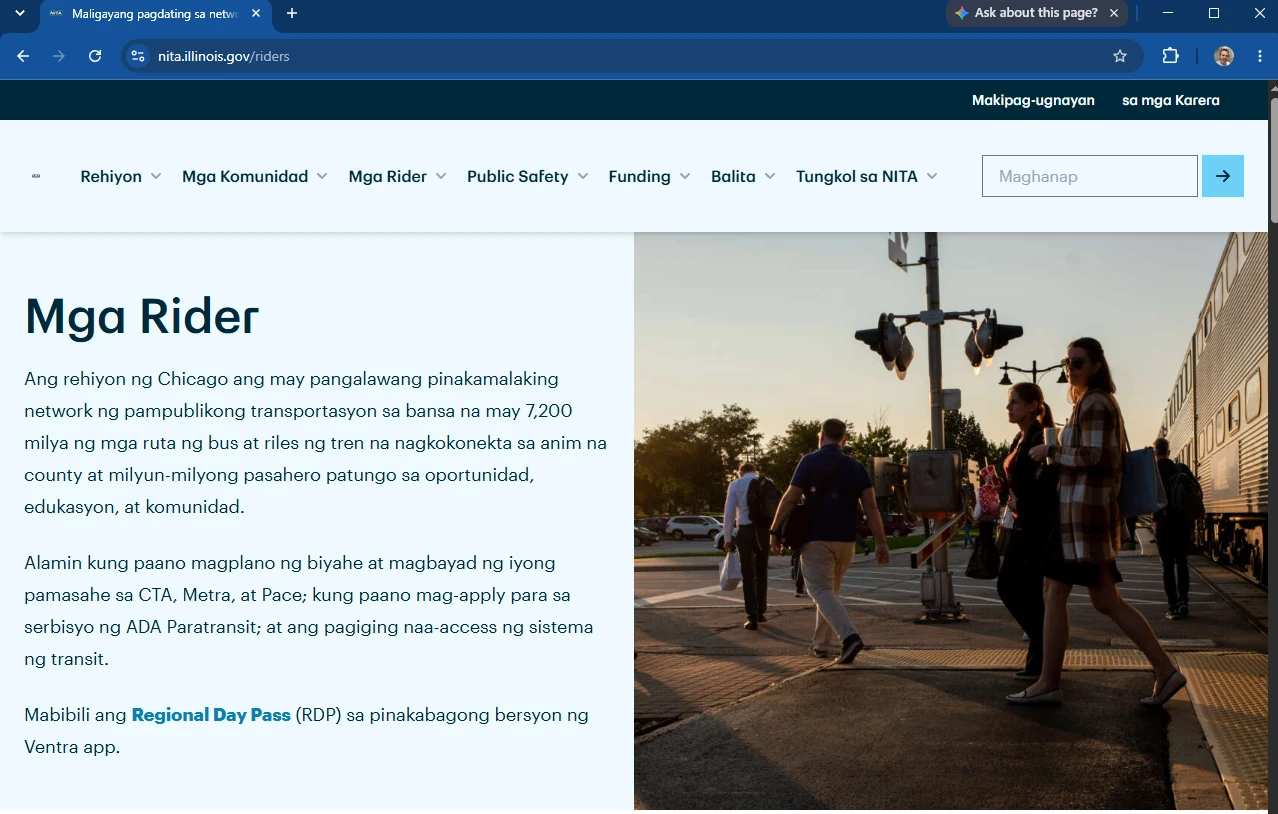 Maligayang pagdating sa netw
Ask about this page?
nita.illinois.gov/riders
Makipag-ugnayan sa mga Karera
Rehiyon Mga Komunidad Mga Rider Public Safety Funding Balita Tungkol sa NITA Maghanap
Mga Rider
Ang rehiyon ng Chicago ang may pangalawang pinakamalaking
network ng pampublikong transportasyon sa bansa na may 7,200
milya ng mga ruta ng bus at riles ng tren na nagkokonekta sa anim na
county at milyun-milyong pasahero patungo sa oportunidad,
edukasyon, at komunidad.
Alamin kung paano magplano ng biyahe at magbayad ng iyong
pamasahe sa CTA, Metra, at Pace; kung paano mag-apply para sa
serbisyo ng ADA Paratransit; at ang pagiging naa-access ng sistema
ng transit.
Mabibili ang Regional Day Pass (RDP) sa pinakabagong bersyon ng
Ventra app.